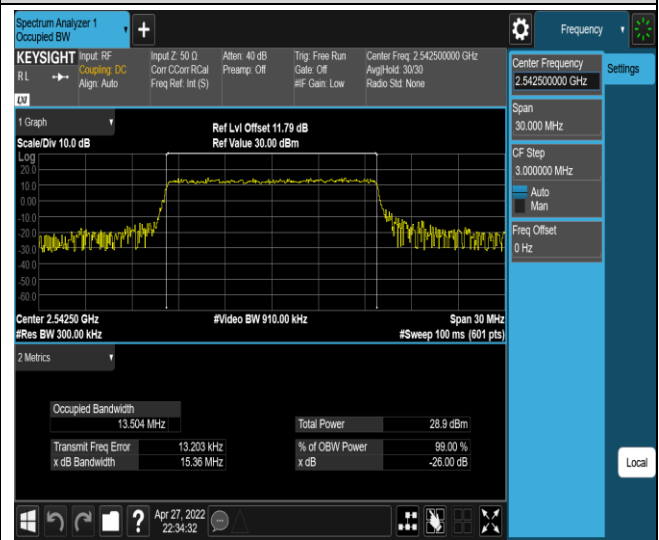 Spectrum Analyzer 1
Occupied BW
Frequency
KEYSIGHT
RL
LXI
Input: RF
Coupling: DC
Align: Auto
Input Z: 50 Ω
Corr CCorr RCal
Freq Ref: Int (S)
Atten: 40 dB
Preamp: Off
Trig: Free Run
Gate: Off
#IF Gain: Low
Center Freq: 2.542500000 GHz
Avg|Hold: 30/30
Radio Std: None
Center Frequency
2.542500000 GHz
Settings
Span
30.000 MHz
CF Step
3.000000 MHz
Auto
Man
Freq Offset
0 Hz
1 Graph
Scale/Div 10.0 dB
Ref Lvl Offset 11.79 dB
Ref Value 30.00 dBm
Log
20.0
10.0
0.00
-10.0
-20.0
-30.0
-40.0
-50.0
-60.0
Center 2.54250 GHz
#Video BW 910.00 kHz
Span 30 MHz
#Res BW 300.00 kHz
#Sweep 100 ms (601 pts)
2 Metrics
Occupied Bandwidth
13.504 MHz
Total Power 28.9 dBm
Transmit Freq Error 13.203 kHz
% of OBW Power 99.00 %
x dB Bandwidth 15.36 MHz
x dB -26.00 dB
Local
?
Apr 27, 2022
22:34:32